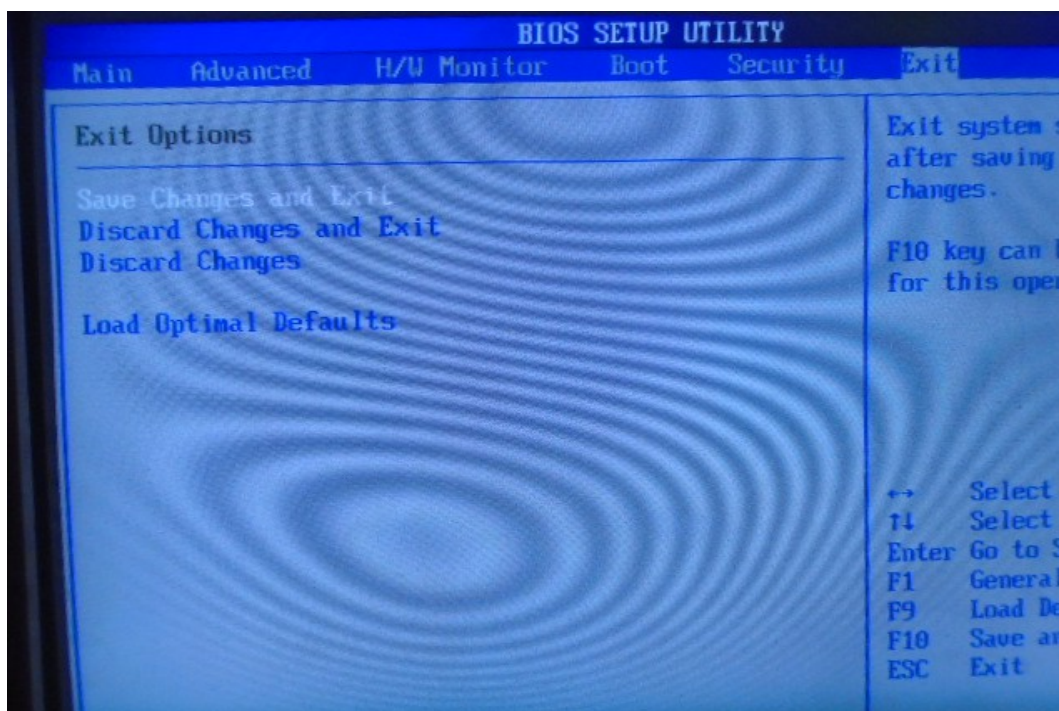 BIOS SETUP UTILITY
Main Advanced H/W Monitor Boot Security Exit
Exit Options
Save Changes and Exit
Discard Changes and Exit
Discard Changes
Load Optimal Defaults
Exit system
after saving
changes.
F10 key can
for this
←→ Select
↑↓ Select
Enter Go to
F1 General
F9 Load
F10 Save
ESC Exit